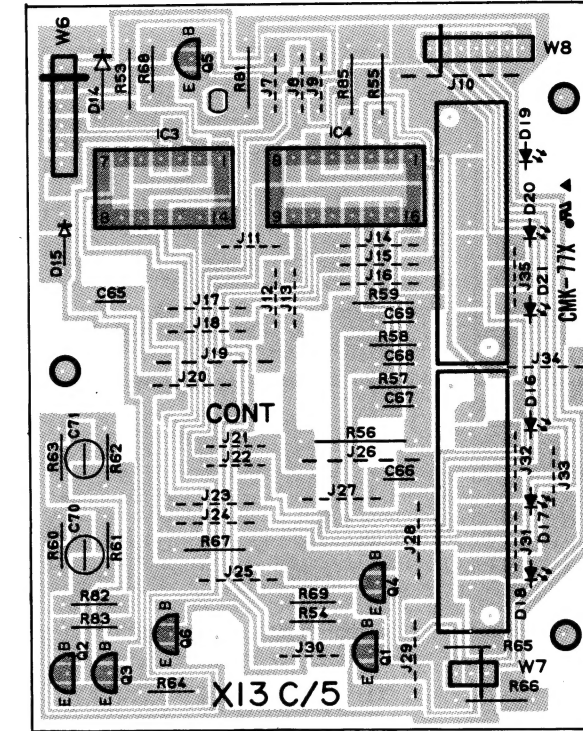 W6
D14
R53
R68
B
E
Q5
R81
J7
J8
J9
R85
R55
W8
J10
D19
IC3
IC4
7
1
8
14
8
1
9
16
D20
D15
J11
J14
J15
J16
J35
D21
CMK-77X
C65
J17
J12
J13
R59
C69
J18
R58
J19
C68
J34
J20
R57
C67
D16
CONT
R63
C71
R62
J21
J22
R56
J26
C66
J32
J33
J27
J23
J24
D17
R60
C70
R61
R67
J28
J31
J25
B
E
Q4
D18
R82
R83
R69
R54
B
E
Q2
B
E
Q3
B
E
Q6
J30
B
E
Q1
J29
R65
W7
R64
X13 C/5
R66